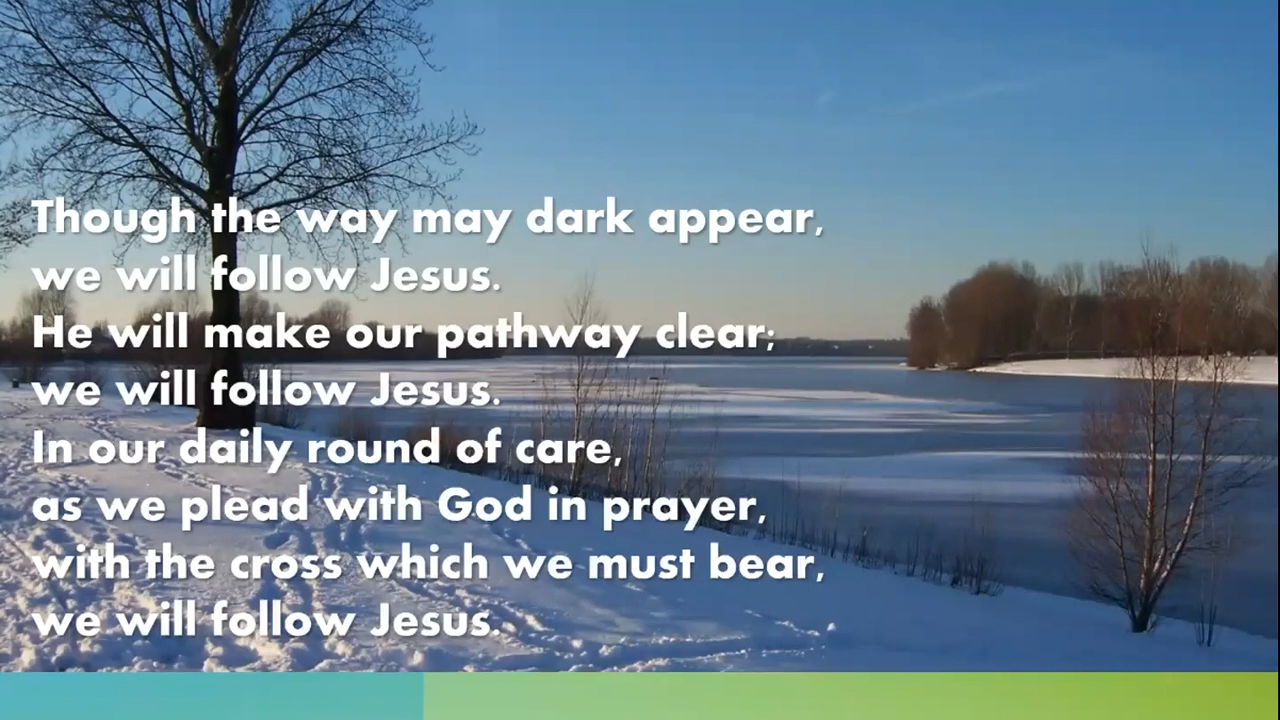 Though the way may dark appear,
we will follow Jesus.
He will make our pathway clear;
we will follow Jesus.
In our daily round of care,
as we plead with God in prayer,
with the cross which we must bear,
we will follow Jesus.